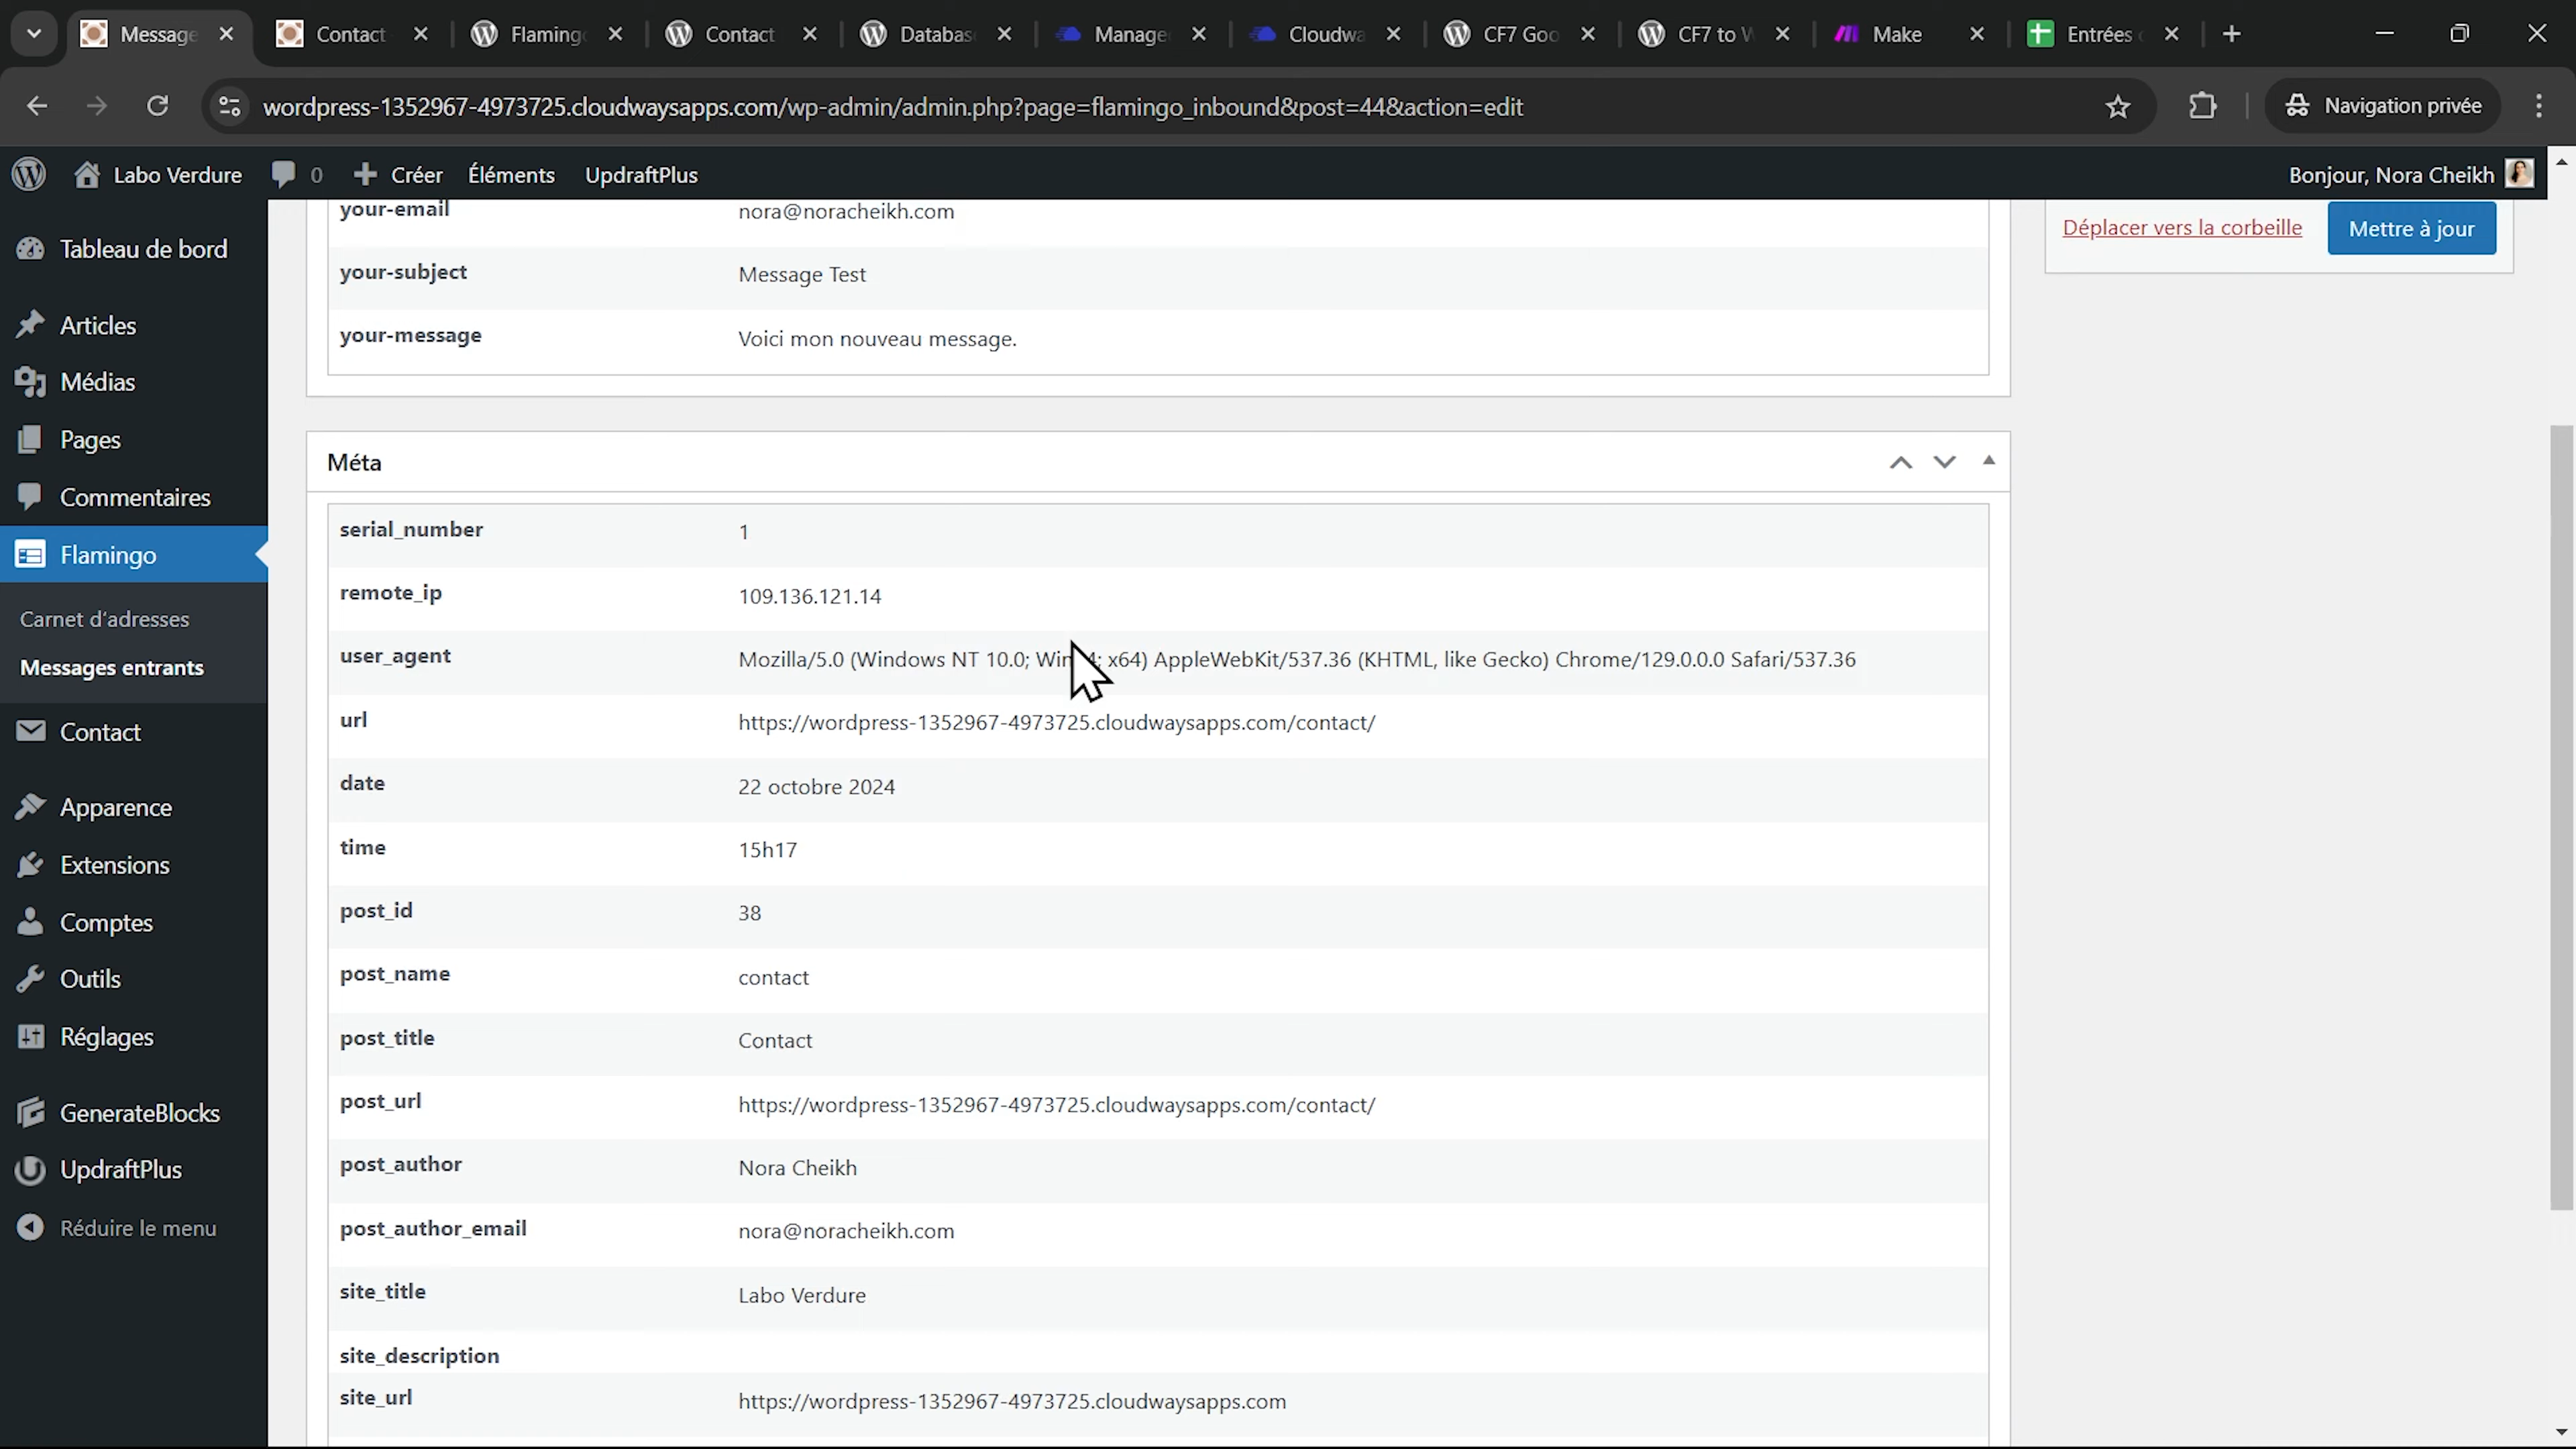 Message
Contact
Flaming
Contact
Databas
Manage
Cloudwa
CF7 Goo
CF7 to W
Make
Entrées
wordpress-1352967-4973725.cloudwaysapps.com/wp-admin/admin.php?page=flamingo_inbound&post=44&action=edit
Navigation privée
Labo Verdure
0
Créer
Éléments
UpdraftPlus
Bonjour, Nora Cheikh
Tableau de bord
Articles
Médias
Pages
Commentaires
Flamingo
Carnet d'adresses
Messages entrants
Contact
Apparence
Extensions
Comptes
Outils
Réglages
GenerateBlocks
UpdraftPlus
Réduire le menu
your-email nora@noracheikh.com
your-subject Message Test
your-message Voici mon nouveau message.
Déplacer vers la corbeille
Mettre à jour
Méta
serial_number 1
remote_ip 109.136.121.14
user_agent Mozilla/5.0 (Windows NT 10.0; x64) AppleWebKit/537.36 (KHTML, like Gecko) Chrome/129.0.0.0 Safari/537.36
url https://wordpress-1352967-4973725.cloudwaysapps.com/contact/
date 22 octobre 2024
time 15h17
post_id 38
post_name contact
post_title Contact
post_url https://wordpress-1352967-4973725.cloudwaysapps.com/contact/
post_author Nora Cheikh
post_author_email nora@noracheikh.com
site_title Labo Verdure
site_description
site_url https://wordpress-1352967-4973725.cloudwaysapps.com